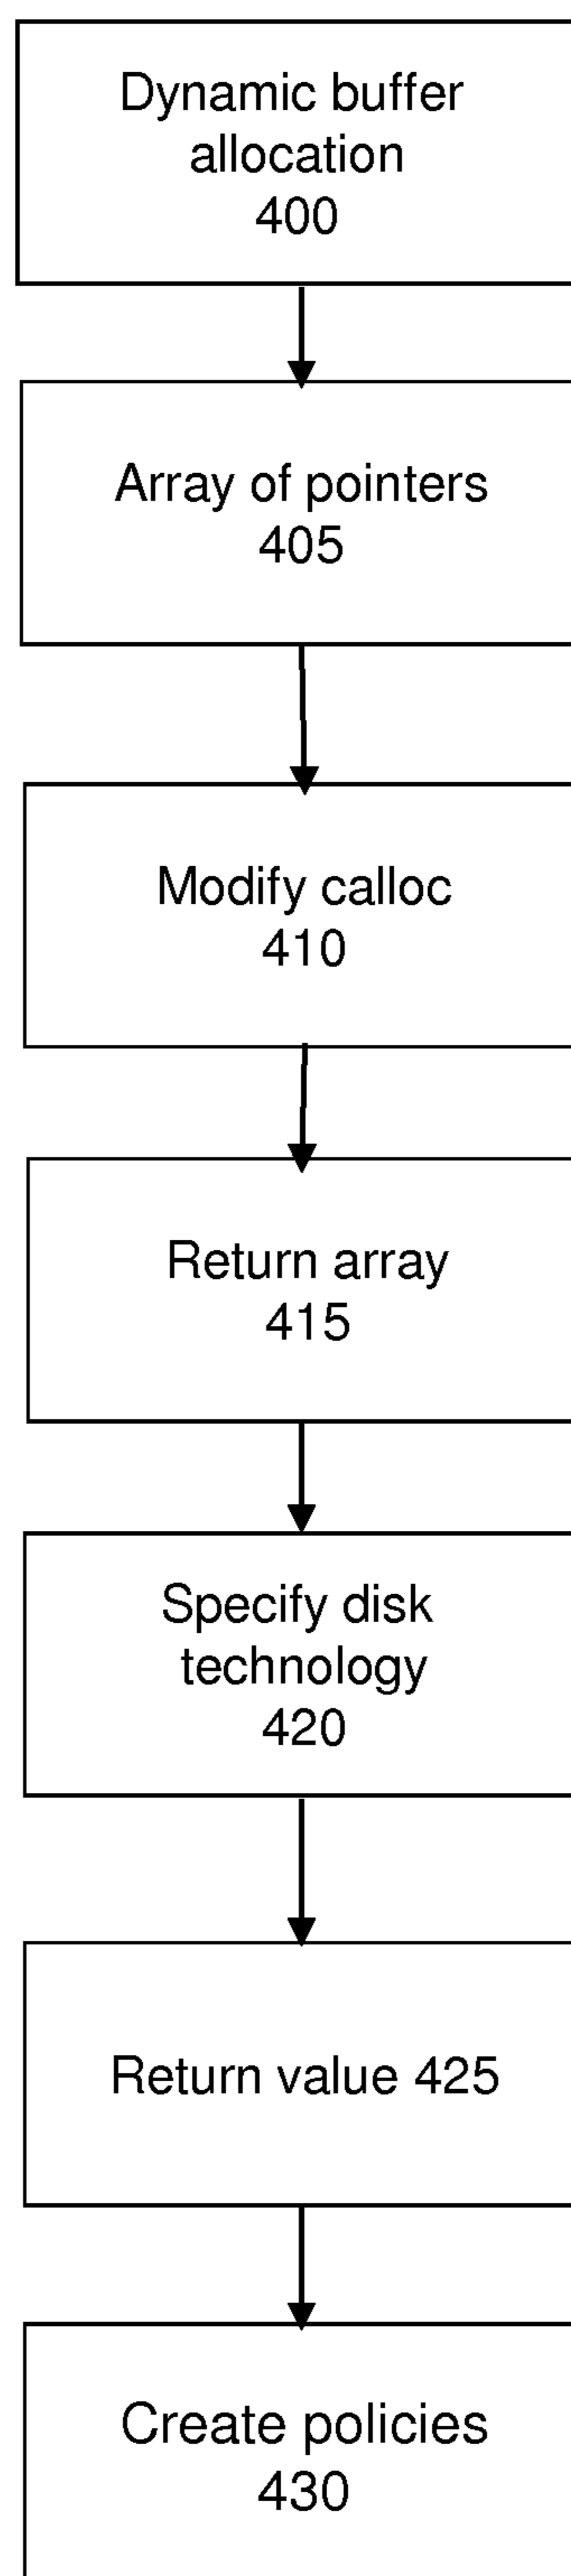 Dynamic buffer
allocation
400
Array of pointers
405
Modify calloc
410
Return array
415
Specify disk
technology
420
Return value 425
Create policies
430